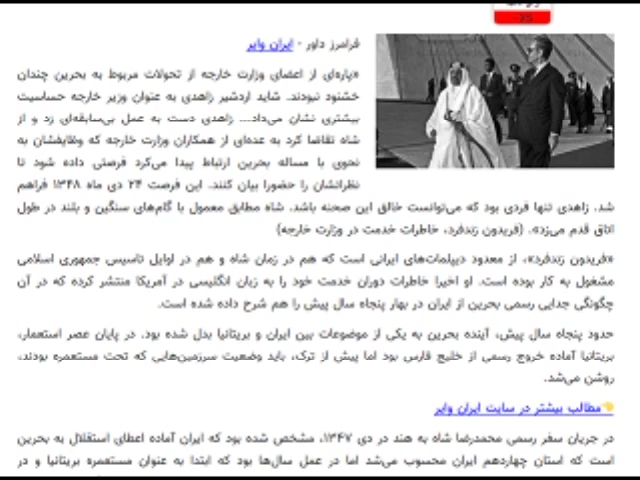 ۲۵
فرامرز داور - ایران وایر
«پاره‌ای از اعضای وزارت خارجه از تحولات مربوط به بحرین چندان
خشنود نبودند. شاید اردشیر زاهدی به عنوان وزیر خارجه حساسیت
بیشتری نشان می‌داد... زاهدی دست به عمل بی‌سابقه‌ای زد و از
شاه تقاضا کرد به عده‌ای از همکاران وزارت خارجه که وظایفشان به
نحوی با مساله بحرین ارتباط پیدا می‌کرد فرصتی داده شود تا
نظراتشان را حضورا بیان کنند. این فرصت ۲۴ دی ماه ۱۳۴۸ فراهم
شد. زاهدی تنها فردی بود که می‌توانست خالق این صحنه باشد. شاه مطابق معمول با گام‌های سنگین و بلند در طول
اتاق قدم می‌زد». (فریدون زندفرد، خاطرات خدمت در وزارت خارجه)
«فریدون زندفرد»، از معدود دیپلمات‌های ایرانی است که هم در زمان شاه و هم در اوایل تاسیس جمهوری اسلامی
مشغول به کار بوده است. او اخیرا خاطرات دوران خدمت خود را به زبان انگلیسی در آمریکا منتشر کرده که در آن
چگونگی جدایی رسمی بحرین از ایران در بهار پنجاه سال پیش را هم شرح داده شده است.
حدود پنجاه سال پیش، آینده بحرین به یکی از موضوعات بین ایران و بریتانیا بدل شده بود. در پایان عصر استعمار،
بریتانیا آماده خروج رسمی از خلیج فارس بود اما پیش از ترک، باید وضعیت سرزمین‌هایی که تحت مستعمره بودند،
روشن می‌شد.
👈مطالب بیشتر در سایت ایران وایر
در جریان سفر رسمی محمدرضا شاه به هند در دی ۱۳۴۷، مشخص شده بود که ایران آماده اعطای استقلال به بحرین
است که استان چهاردهم ایران محسوب می‌شد اما در عمل سال‌ها بود که ابتدا به عنوان مستعمره بریتانیا و در